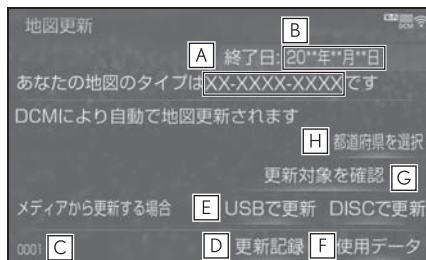 地図更新
DCM
B
A 終了日: 20**年**月**日
あなたの地図のタイプはXX-XXXX-XXXXです
DCMにより自動で地図更新されます
H 都道府県を選択
更新対象を確認 G
メディアから更新する場合 E USBで更新 DISCで更新
0001 C D 更新記録 F 使用データ